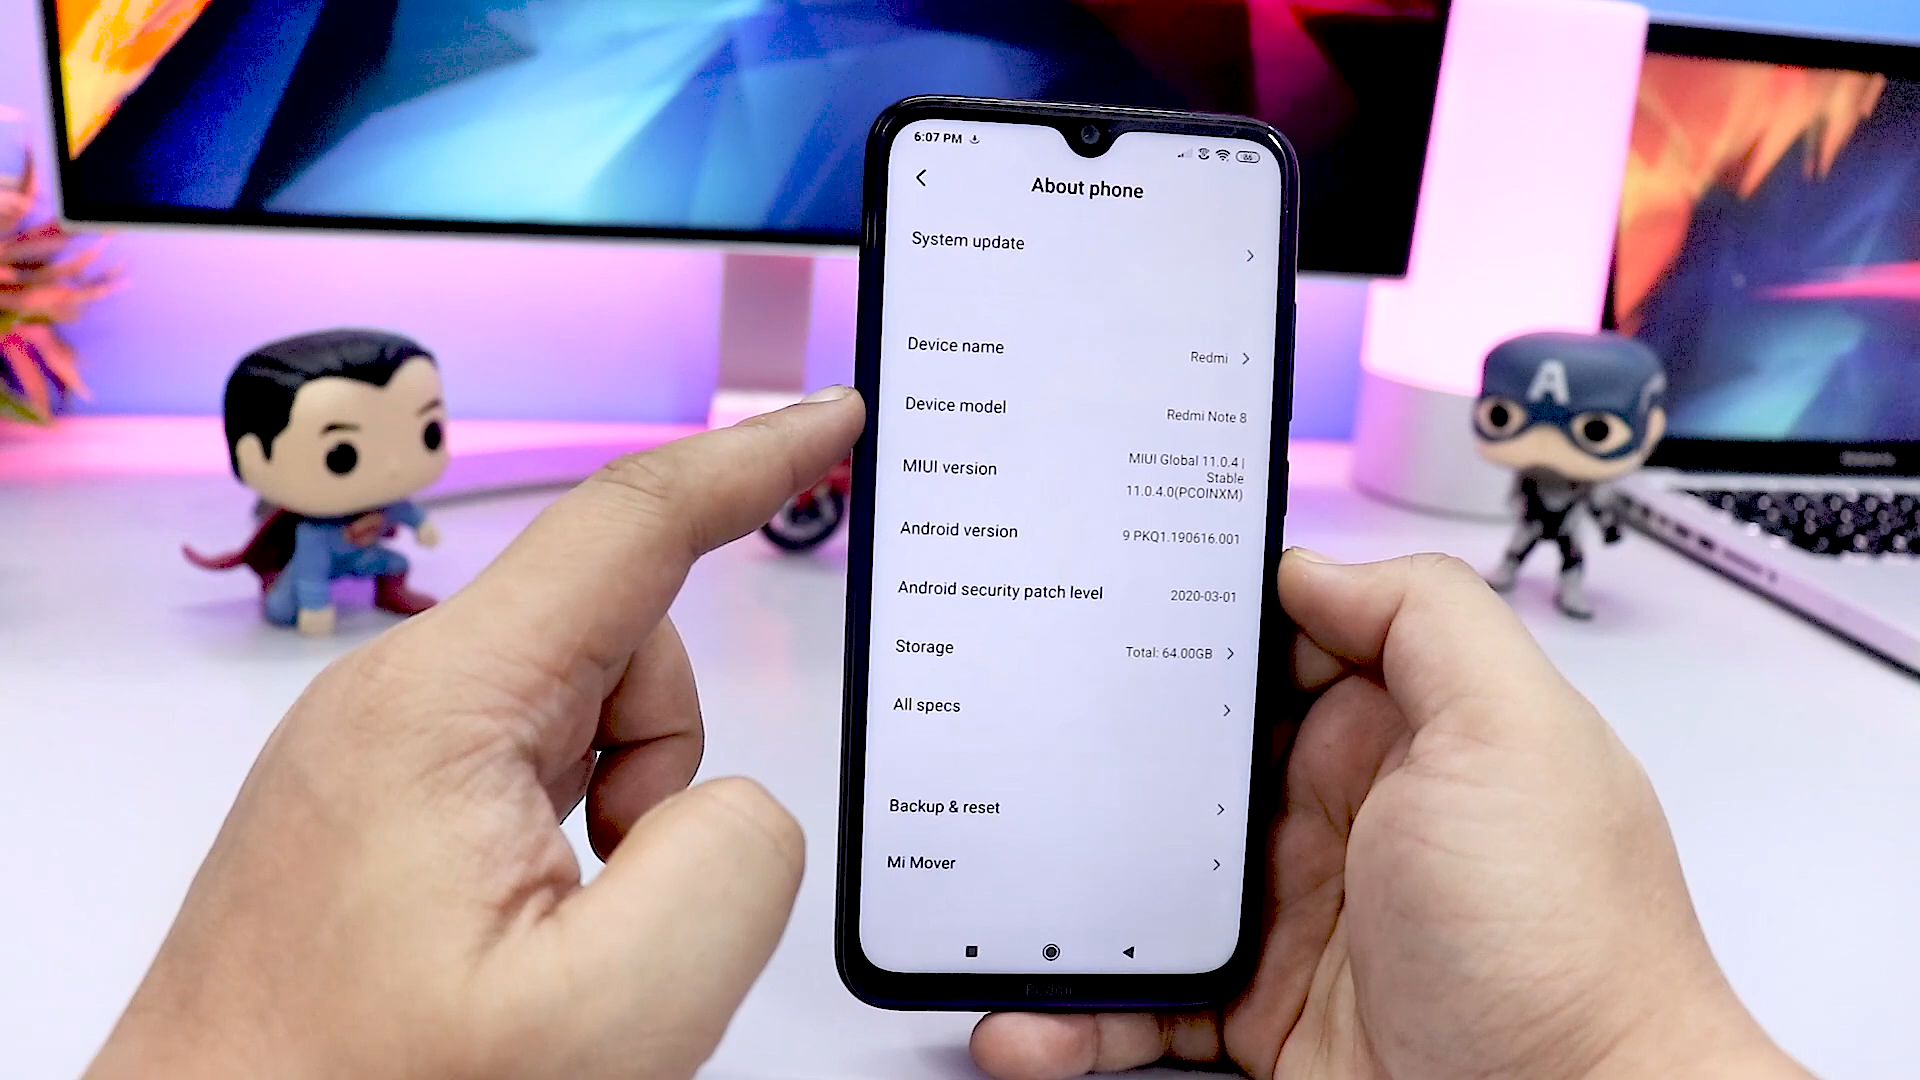 6:07 PM
86
About phone
System update
Device name
Redmi
Device model
Redmi Note 8
MIUI version
MIUI Global 11.0.4 |
Stable
11.0.4.0(PCOINXM)
Android version
9 PKQ1.190616.001
Android security patch level
2020-03-01
Storage
Total: 64.00GB
All specs
Backup & reset
Mi Mover
Redmi
A